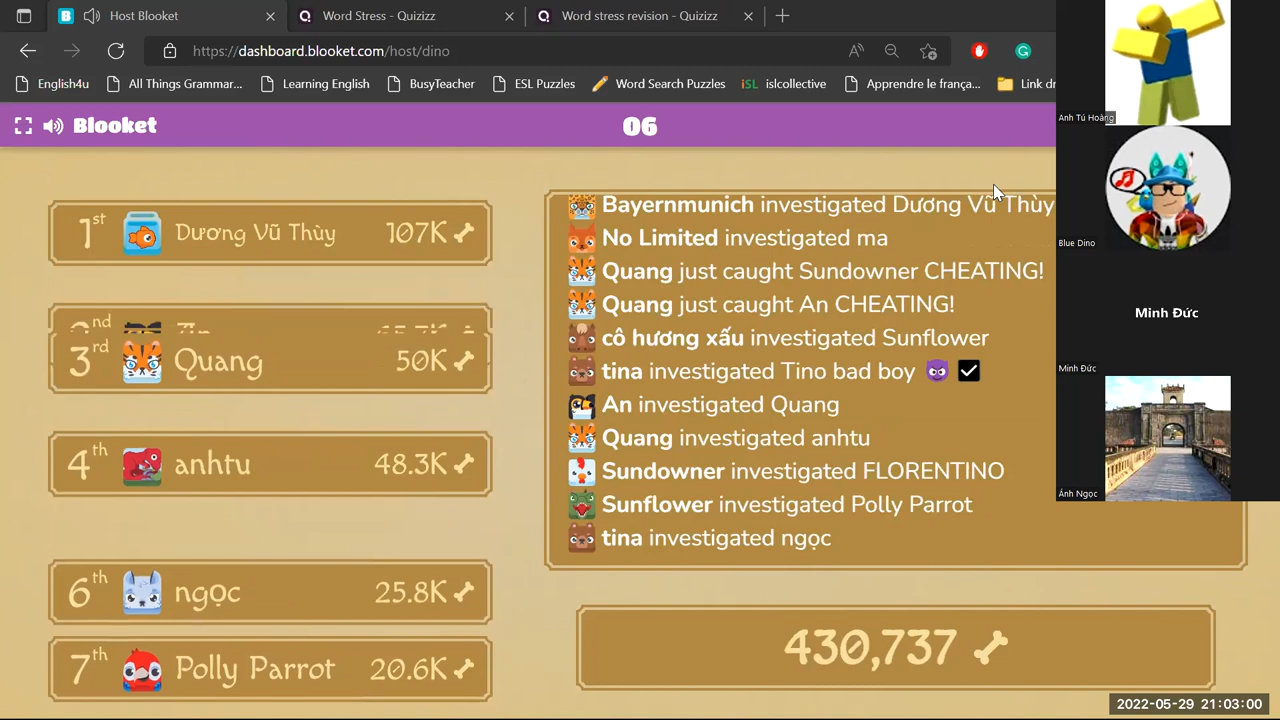 Host Blooket
Word Stress - Quizizz
Word stress revision - Quizizz
https://dashboard.blooket.com/host/dino
English4u
All Things Grammar...
Learning English
BusyTeacher
ESL Puzzles
Word Search Puzzles
iSL islcollective
Apprendre le frança...
Link dr
Blooket
06
1st Dương Vũ Thùy 107K
2nd An
3rd Quang 50K
4th anhtu 48.3K
6th ngọc 25.8K
7th Polly Parrot 20.6K
Bayernmunich investigated Dương Vũ Thùy
No Limited investigated ma
Quang just caught Sundowner CHEATING!
Quang just caught An CHEATING!
cô hương xấu investigated Sunflower
tina investigated Tino bad boy
An investigated Quang
Quang investigated anhtu
Sundowner investigated FLORENTINO
Sunflower investigated Polly Parrot
tina investigated ngọc
430,737
Anh Tú Hoàng
Blue Dino
Minh Đức
Minh Đức
Ánh Ngọc
2022-05-29 21:03:00